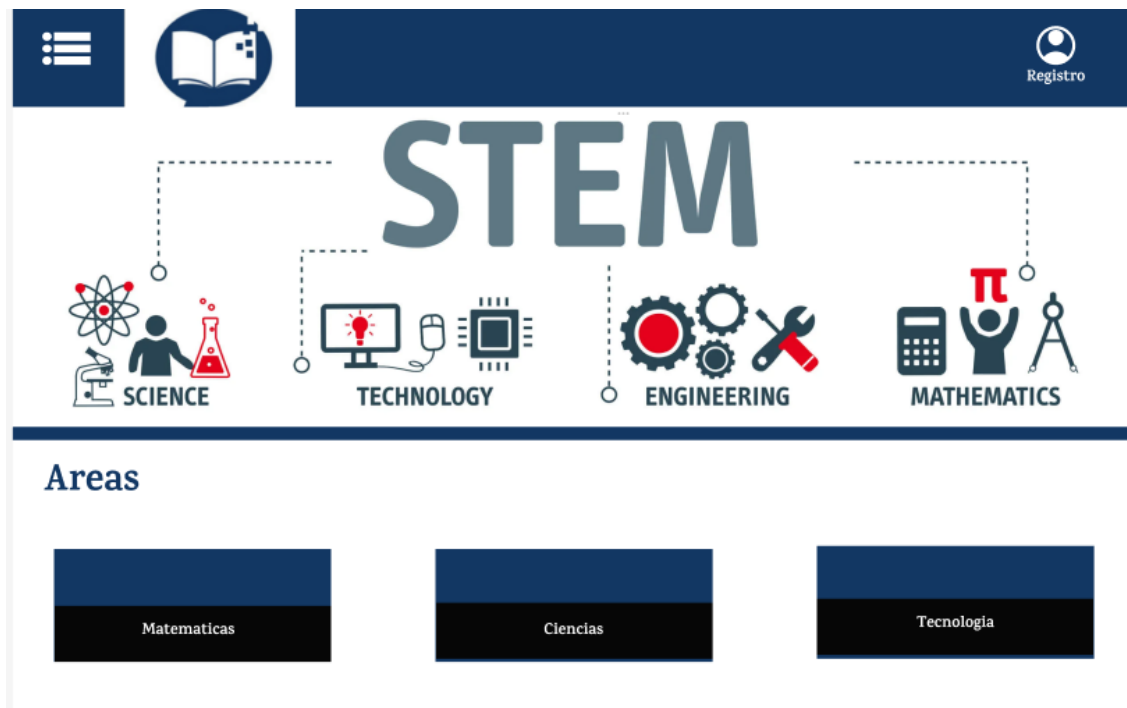 Registro
STEM
π
SCIENCE
TECHNOLOGY
ENGINEERING
MATHEMATICS
Areas
Matematicas
Ciencias
Tecnologia